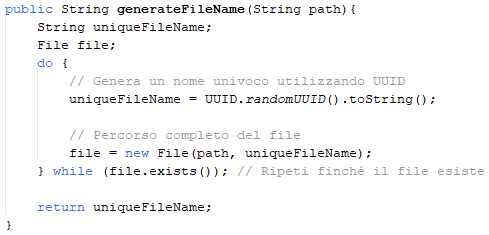 public String generateFileName(String path){
String uniqueFileName;
File file;
do {
// Genera un nome univoco utilizzando UUID
uniqueFileName = UUID.randomUUID().toString();
// Percorso completo del file
file = new File(path, uniqueFileName);
} while (file.exists()); // Ripeti finché il file esiste
return uniqueFileName;
}